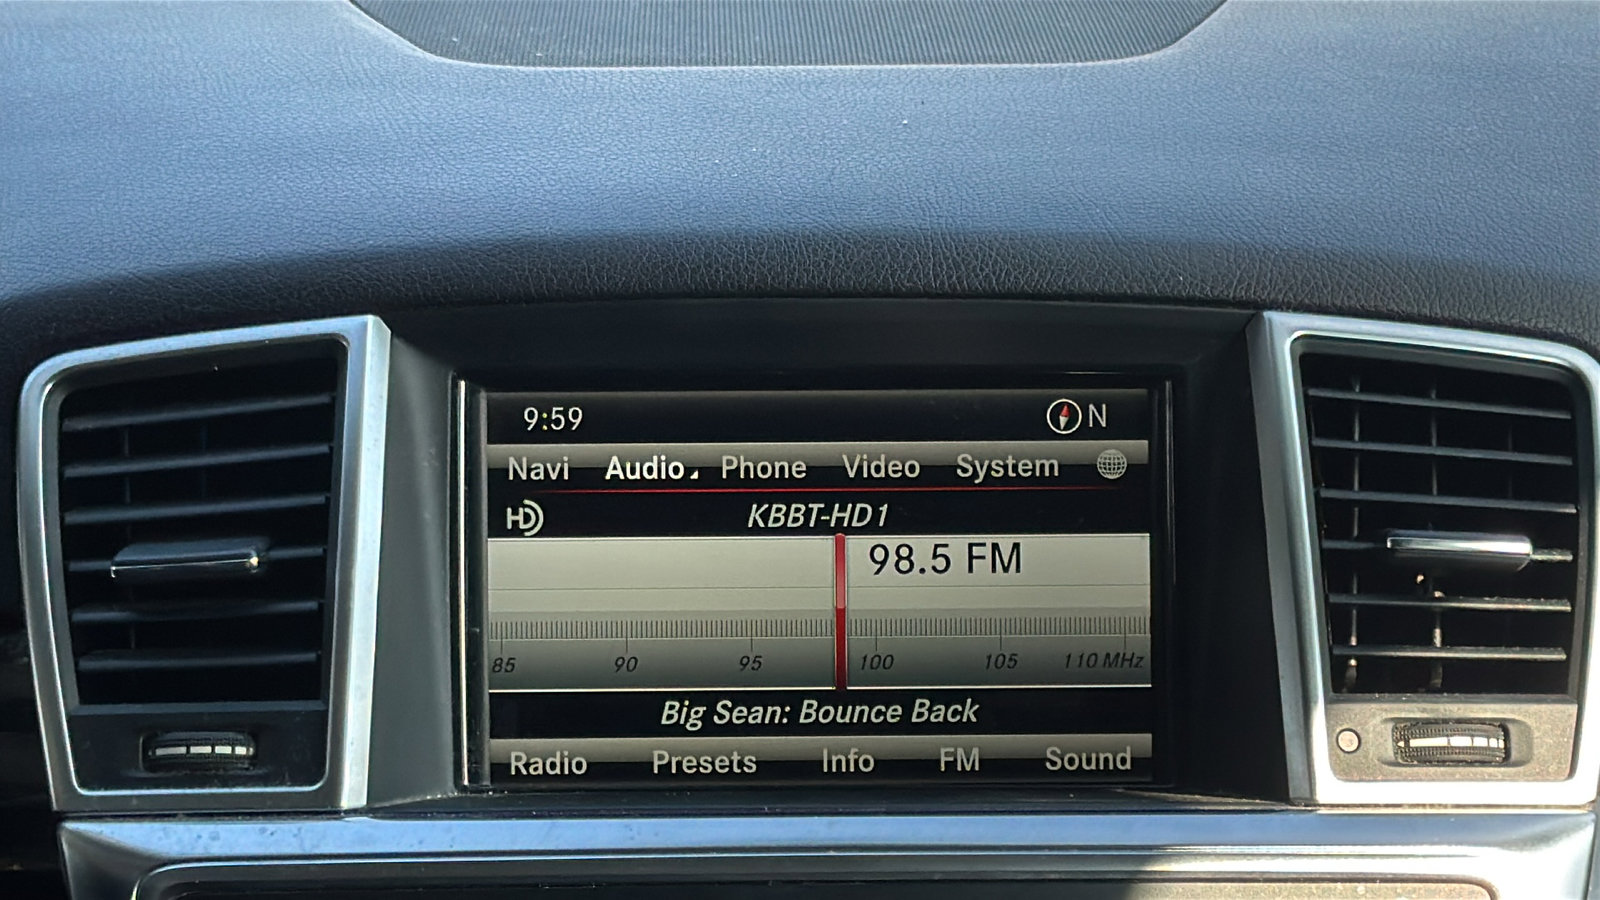 9:59 N
Navi Audio Phone Video System
HD KBBT-HD1
98.5 FM
85 90 95 100 105 110 MHz
Big Sean: Bounce Back
Radio Presets Info FM Sound